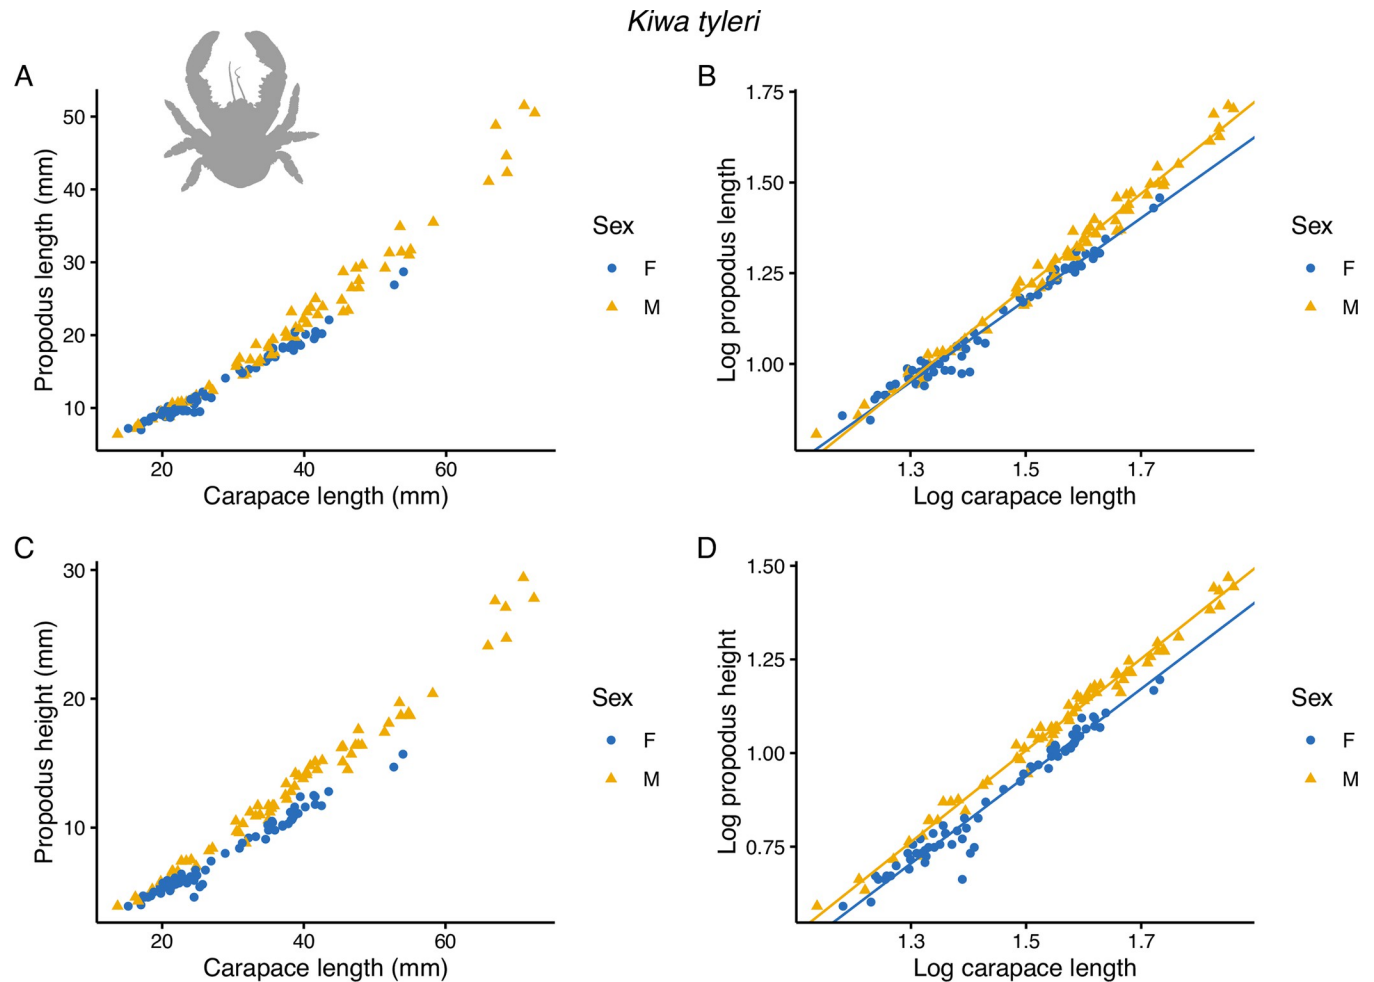 Kiwa tyleri
A
Propodus length (mm)
50
40
30
20
10
20 40 60
Carapace length (mm)
Sex
F
M
B
Log propodus length
1.75
1.50
1.25
1.00
1.3 1.5 1.7
Log carapace length
Sex
F
M
C
Propodus height (mm)
30
20
10
20 40 60
Carapace length (mm)
Sex
F
M
D
Log propodus height
1.50
1.25
1.00
0.75
1.3 1.5 1.7
Log carapace length
Sex
F
M